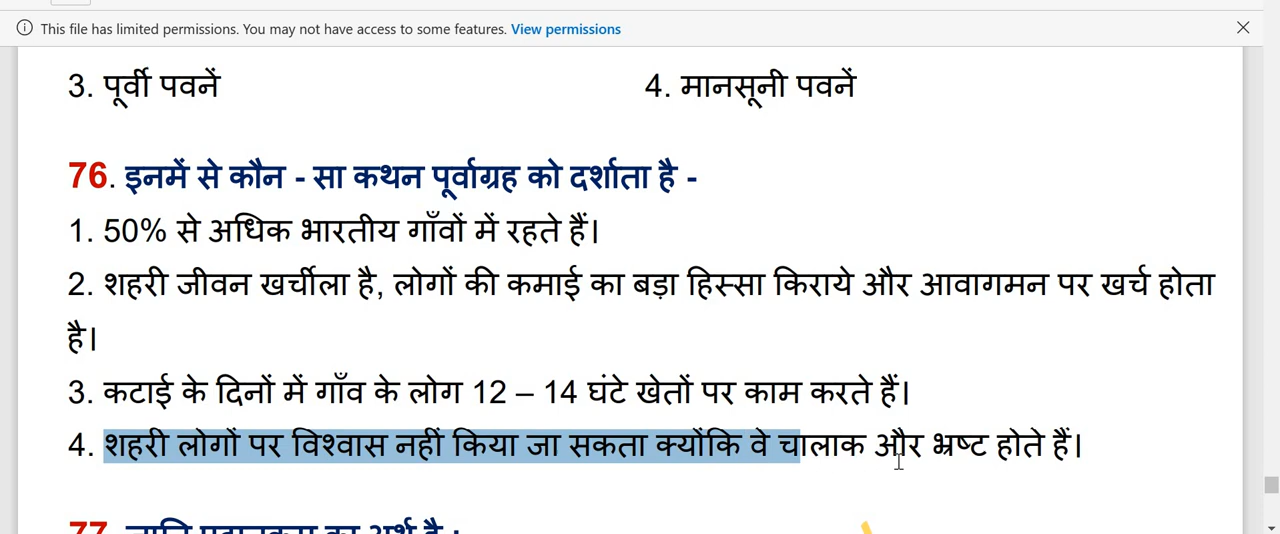 This file has limited permissions. You may not have access to some features. View permissions
3. पूर्वी पवनें 4. मानसूनी पवनें
76. इनमें से कौन - सा कथन पूर्वाग्रह को दर्शाता है -
1. 50% से अधिक भारतीय गाँवों में रहते हैं।
2. शहरी जीवन खर्चीला है, लोगों की कमाई का बड़ा हिस्सा किराये और आवागमन पर खर्च होता
है।
3. कटाई के दिनों में गाँव के लोग 12 – 14 घंटे खेतों पर काम करते हैं।
4. शहरी लोगों पर विश्वास नहीं किया जा सकता क्योंकि वे चालाक और भ्रष्ट होते हैं।
77. का अर्थ है :